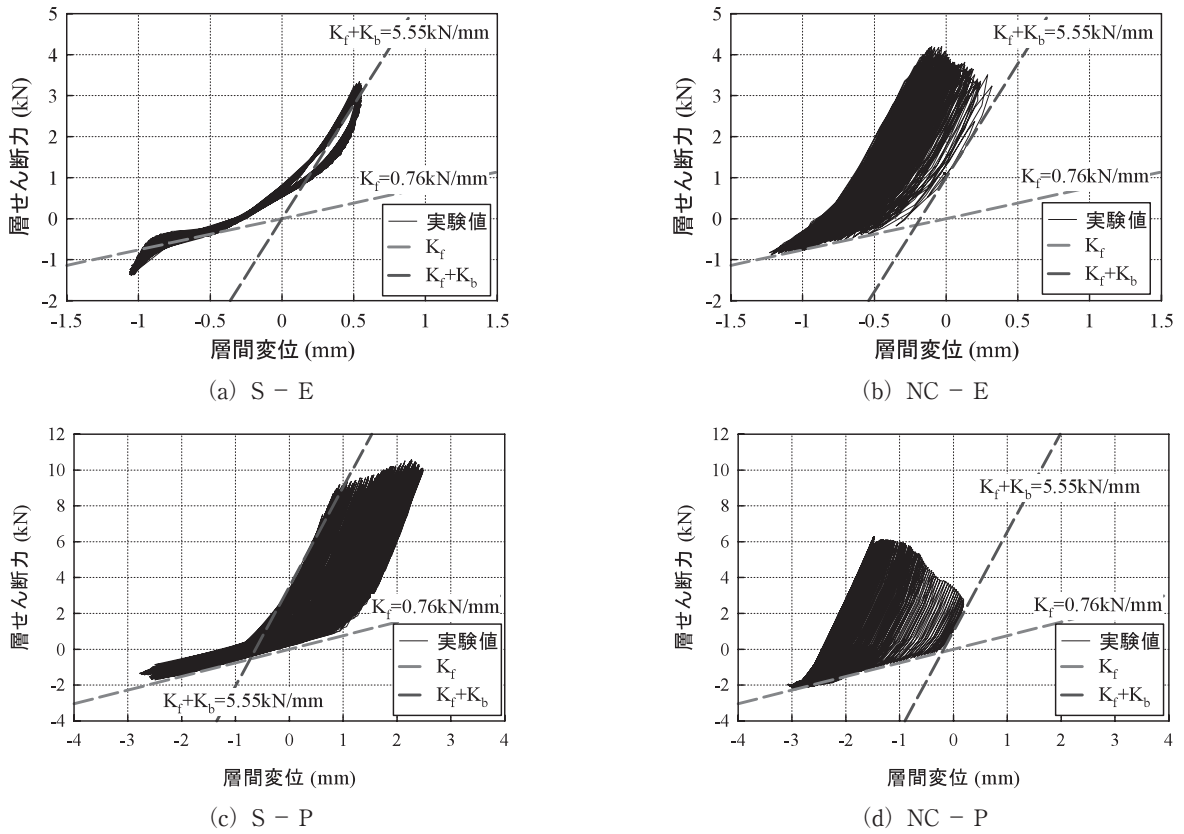 5
K_f+K_b=5.55kN/mm
4
3
2
層せん断力 (kN)
1
K_f=0.76kN/mm
0
実験値
K_f
-1
K_f+K_b
-2
-1.5 -1 -0.5 0 0.5 1 1.5
層間変位 (mm)
(a) S - E
5
K_f+K_b=5.55kN/mm
4
3
2
層せん断力 (kN)
1
K_f=0.76kN/mm
0
実験値
K_f
-1
K_f+K_b
-2
-1.5 -1 -0.5 0 0.5 1 1.5
層間変位 (mm)
(b) NC - E
12
10
8
6
層せん断力 (kN)
4
2
K_f=0.76kN/mm
0
実験値
K_f
-2
K_f+K_b
K_f+K_b=5.55kN/mm
-4
-4 -3 -2 -1 0 1 2 3 4
層間変位 (mm)
(c) S - P
12
10
K_f+K_b=5.55kN/mm
8
6
層せん断力 (kN)
4
2
K_f=0.76kN/mm
0
実験値
K_f
-2
K_f+K_b
-4
-4 -3 -2 -1 0 1 2 3 4
層間変位 (mm)
(d) NC - P